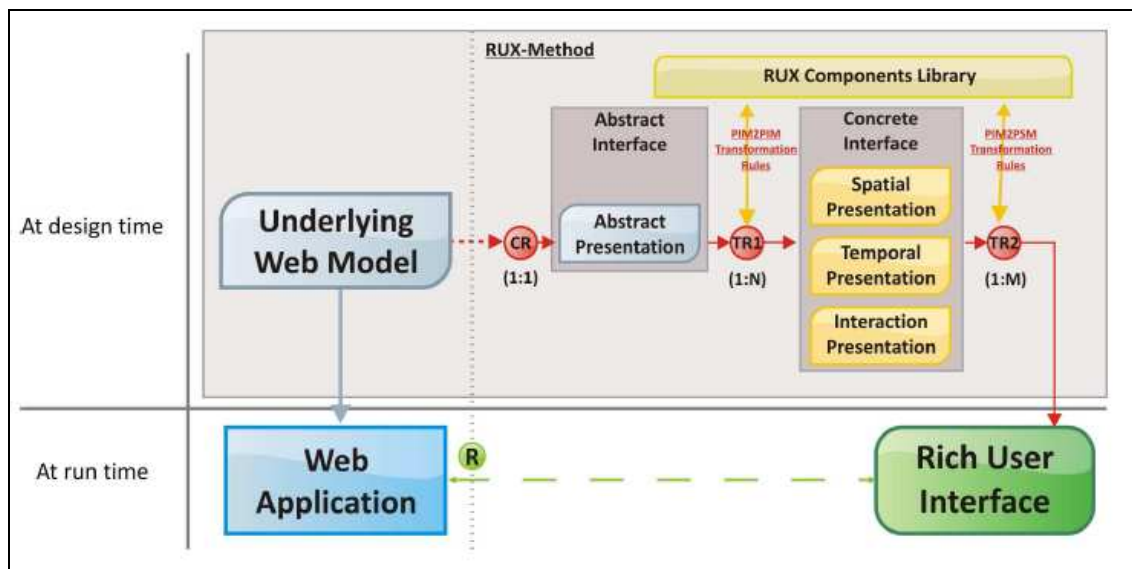 RUX-Method
RUX Components Library
Abstract
Interface
PIM2PIM
Transformation
Rules
Concrete
Interface
PIM2PSM
Transformation
Rules
At design time
Underlying
Web Model
CR
(1:1)
Abstract
Presentation
TR1
(1:N)
Spatial
Presentation
Temporal
Presentation
Interaction
Presentation
TR2
(1:M)
At run time
Web
Application
R
Rich User
Interface